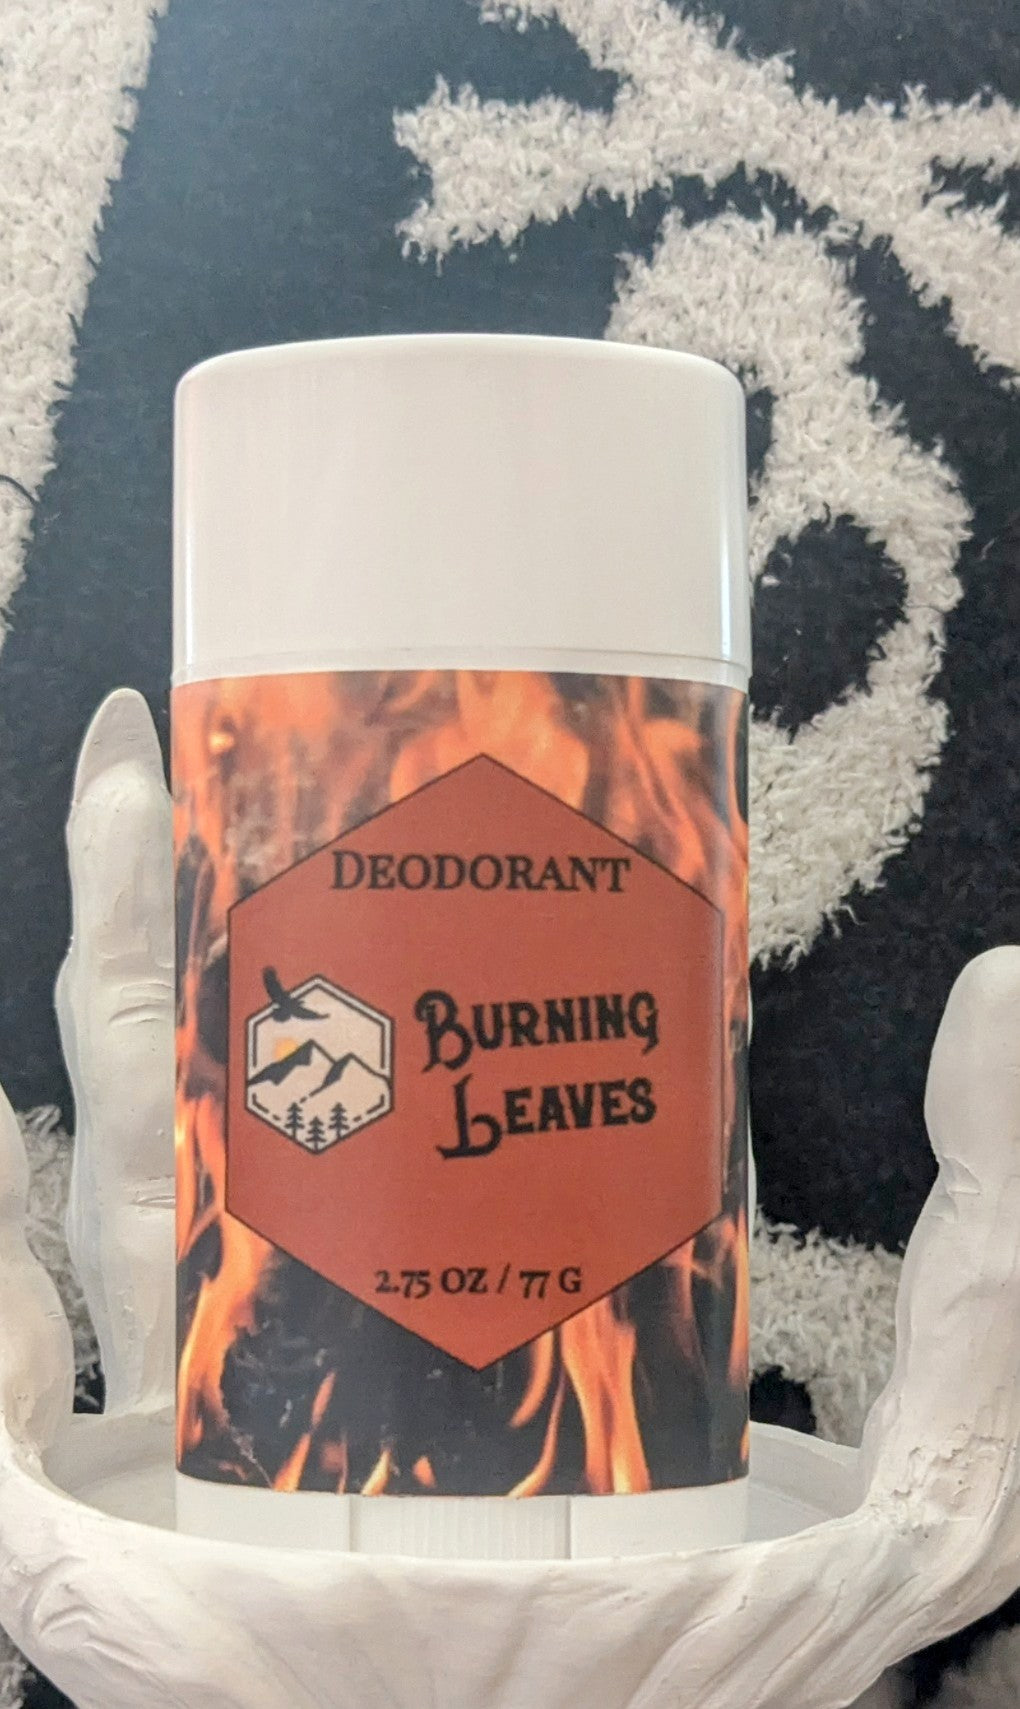 DEODORANT
BURNING
LEAVES
2.75 OZ / 77 G